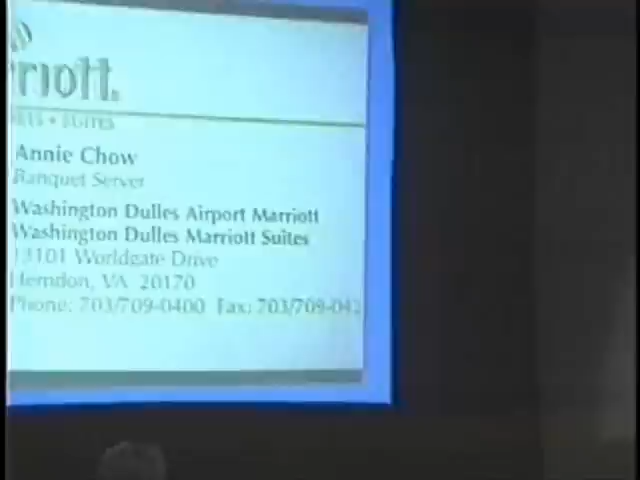 rriott.
• SUITES
Annie Chow
Banquet Server
Washington Dulles Airport Marriott
Washington Dulles Marriott Suites
13101 Worldgate Drive
Herndon, VA 20170
Phone: 703/709-0400 Fax: 703/709-04